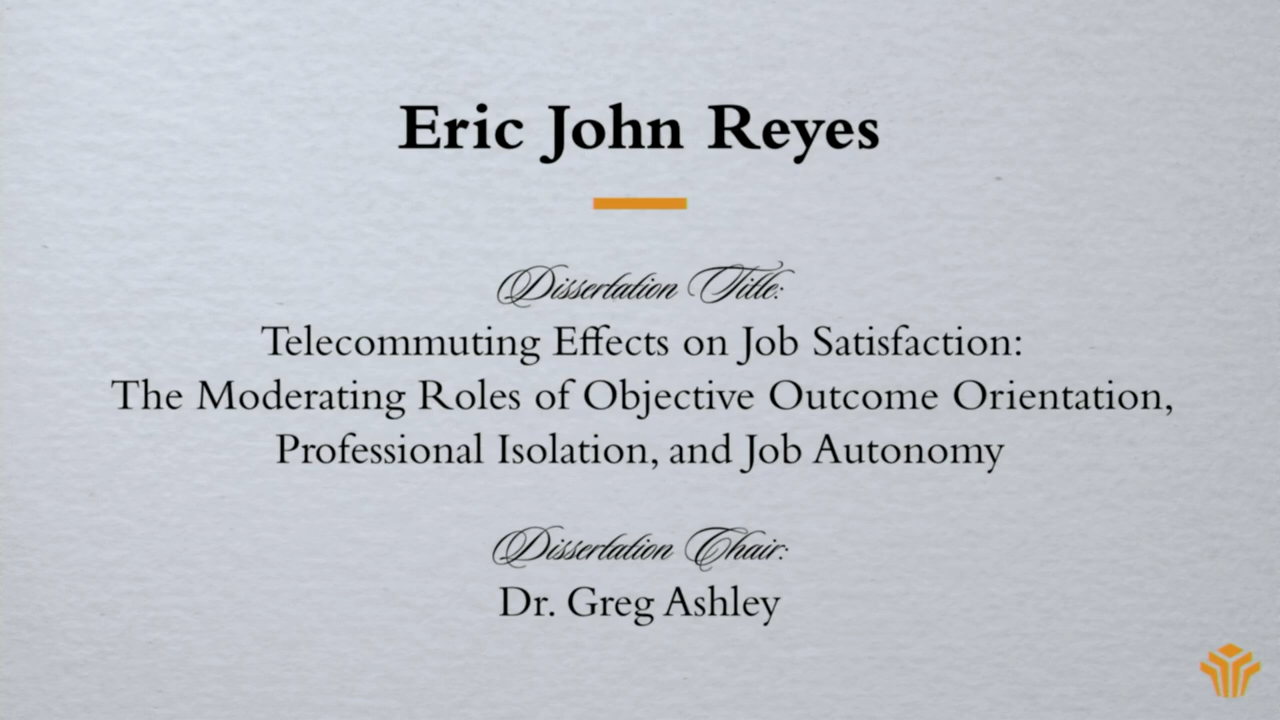 Eric John Reyes
Dissertation Title:
Telecommuting Effects on Job Satisfaction:
The Moderating Roles of Objective Outcome Orientation,
Professional Isolation, and Job Autonomy
Dissertation Chair:
Dr. Greg Ashley